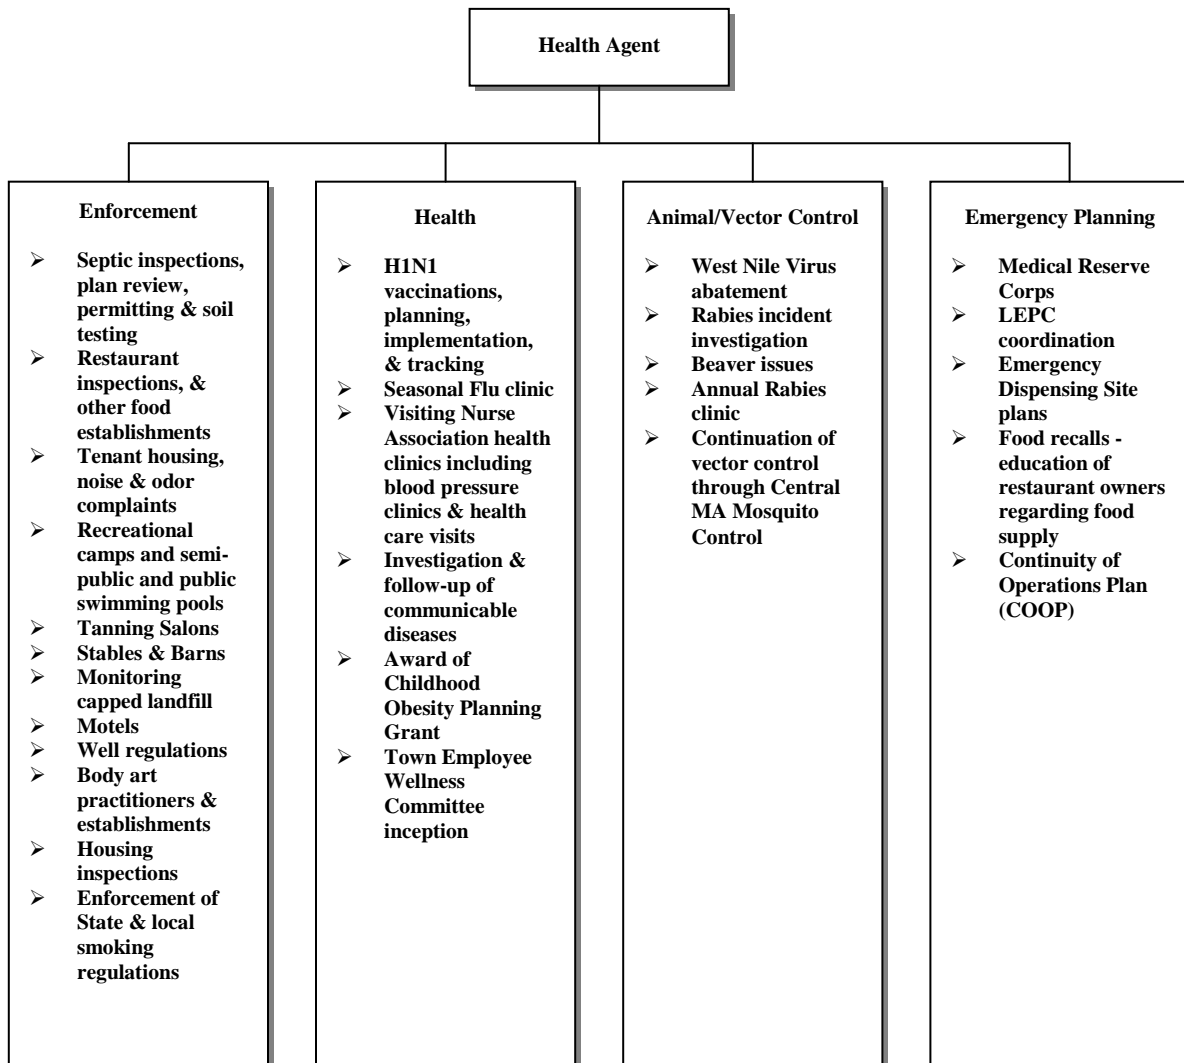 Health Agent
Enforcement
➢ Septic inspections,
plan review,
permitting & soil
testing
➢ Restaurant
inspections, &
other food
establishments
➢ Tenant housing,
noise & odor
complaints
➢ Recreational
camps and semi-
public and public
swimming pools
➢ Tanning Salons
➢ Stables & Barns
➢ Monitoring
capped landfill
➢ Motels
➢ Well regulations
➢ Body art
practitioners &
establishments
➢ Housing
inspections
➢ Enforcement of
State & local
smoking
regulations
Health
➢ H1N1
vaccinations,
planning,
implementation,
& tracking
➢ Seasonal Flu clinic
➢ Visiting Nurse
Association health
clinics including
blood pressure
clinics & health
care visits
➢ Investigation &
follow-up of
communicable
diseases
➢ Award of
Childhood
Obesity Planning
Grant
➢ Town Employee
Wellness
Committee
inception
Animal/Vector Control
➢ West Nile Virus
abatement
➢ Rabies incident
investigation
➢ Beaver issues
➢ Annual Rabies
clinic
➢ Continuation of
vector control
through Central
MA Mosquito
Control
Emergency Planning
➢ Medical Reserve
Corps
➢ LEPC
coordination
➢ Emergency
Dispensing Site
plans
➢ Food recalls -
education of
restaurant owners
regarding food
supply
➢ Continuity of
Operations Plan
(COOP)